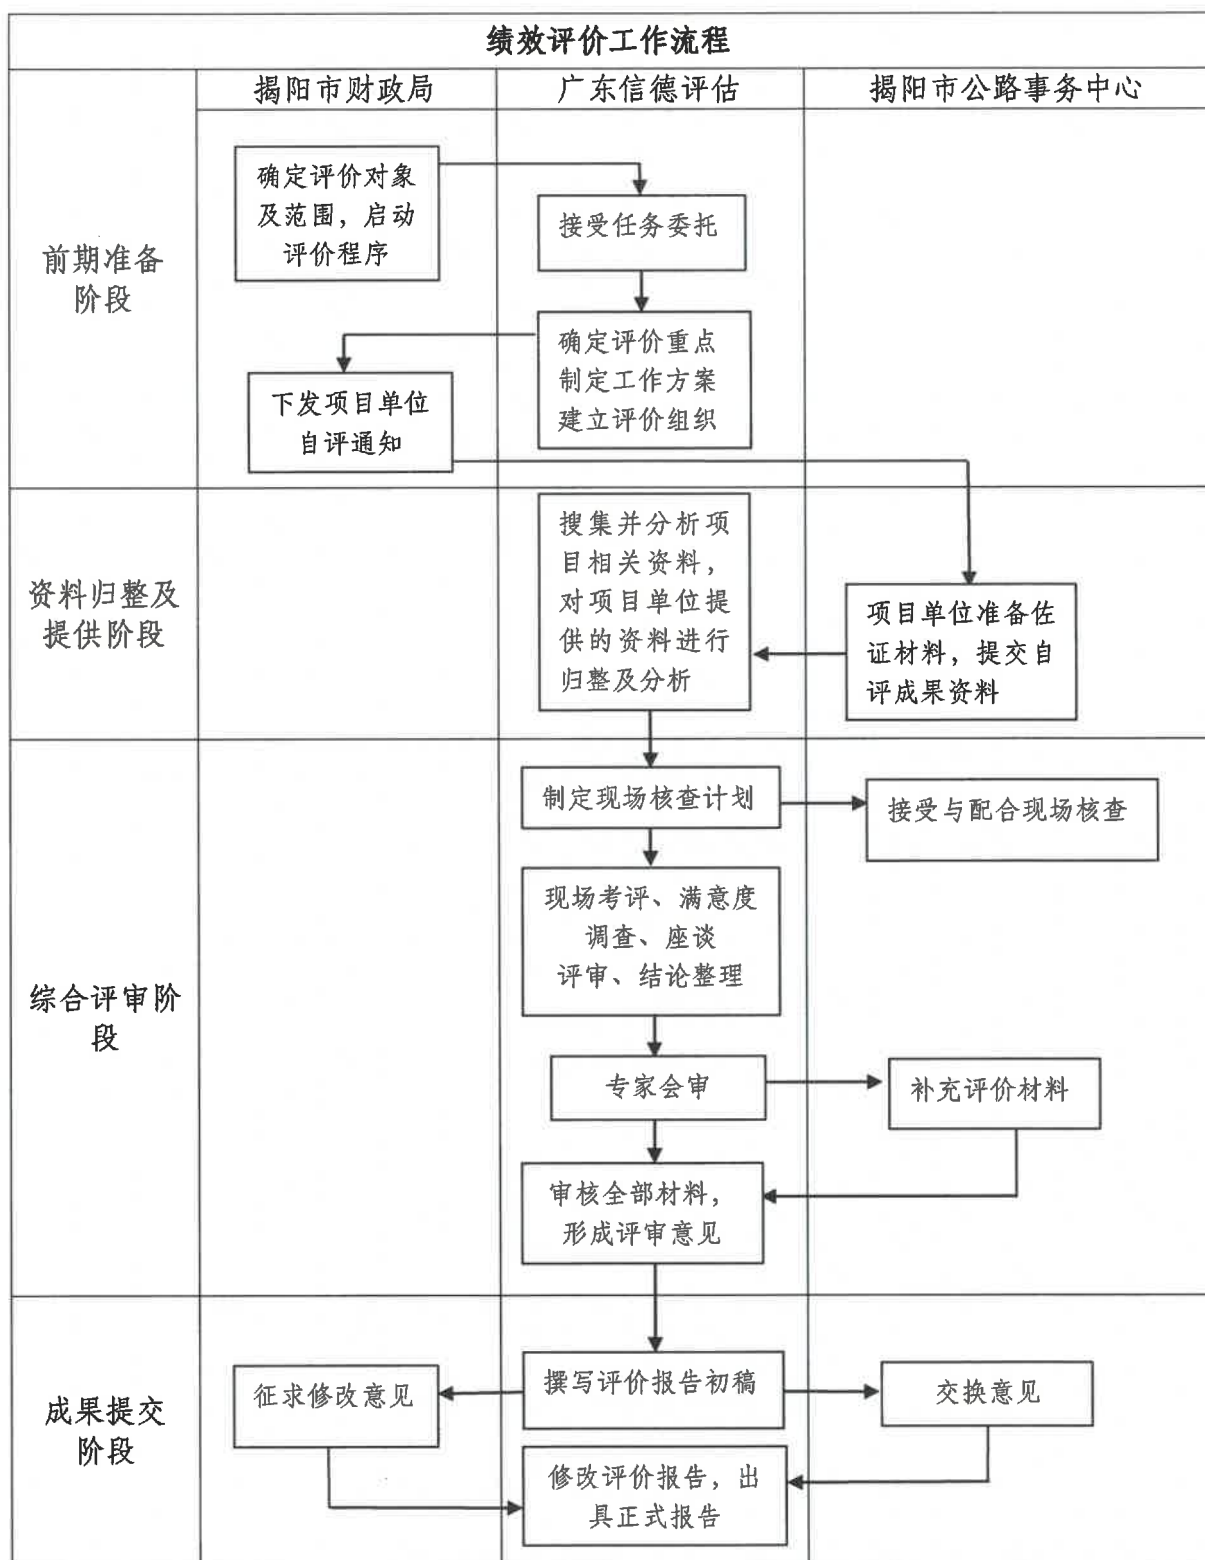 绩效评价工作流程
揭阳市财政局
广东信德评估
揭阳市公路事务中心
前期准备
阶段
确定评价对象
及范围，启动
评价程序
接受任务委托
确定评价重点
制定工作方案
建立评价组织
下发项目单位
自评通知
资料归整及
提供阶段
搜集并分析项
目相关资料，
对项目单位提
供的资料进行
归整及分析
项目单位准备佐
证材料，提交自
评成果资料
综合评审阶
段
制定现场核查计划
接受与配合现场核查
现场考评、满意度
调查、座谈
评审、结论整理
专家会审
补充评价材料
审核全部材料，
形成评审意见
成果提交
阶段
征求修改意见
撰写评价报告初稿
交换意见
修改评价报告，出
具正式报告